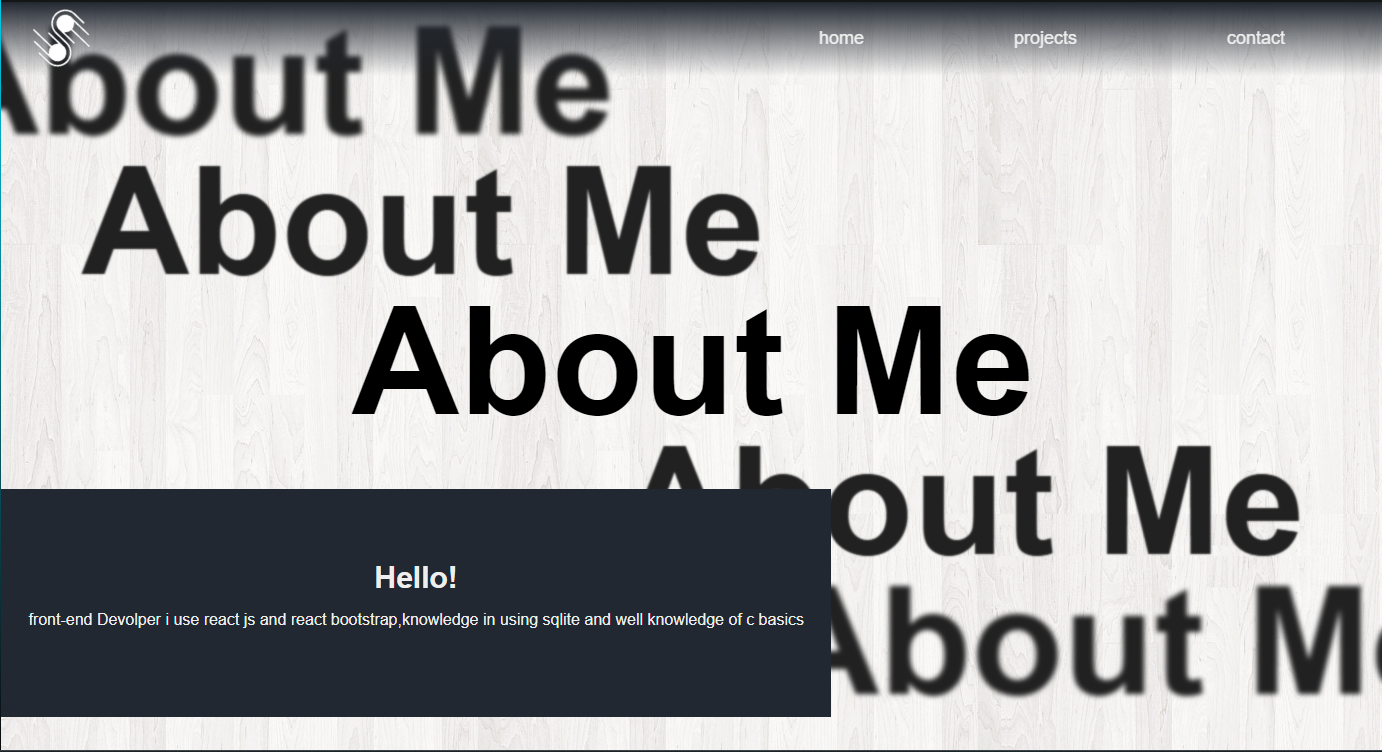 home projects contact
About Me
About Me
About Me
About Me
About Me
Hello!
front-end Devolper i use react js and react bootstrap,knowledge in using sqlite and well knowledge of c basics